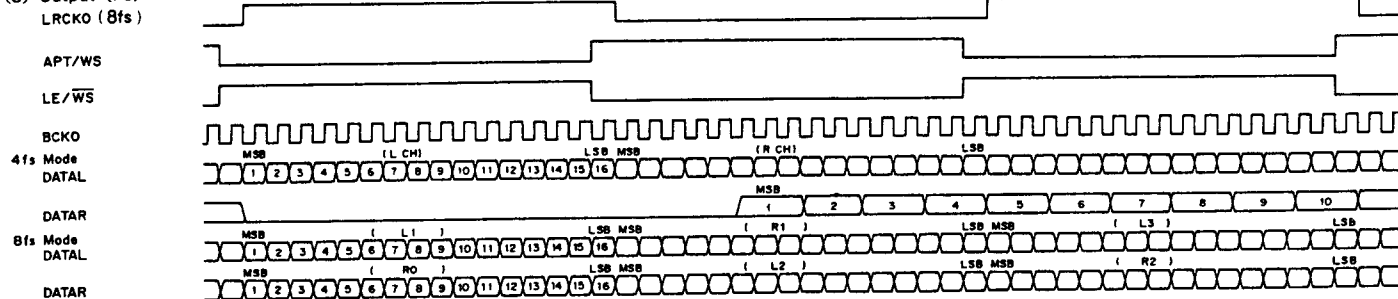 LRCKO (8fs)
APT/WS
LE/WS
BCKO
4fs Mode
MSB (L CH) LSB MSB (R CH) LSB
DATAL 1 2 3 4 5 6 7 8 9 10 11 12 13 14 15 16
MSB
DATAR 1 2 3 4 5 6 7 8 9 10
8fs Mode
MSB ( L1 ) LSB MSB ( R1 ) LSB MSB ( L3 ) LSB
DATAL 1 2 3 4 5 6 7 8 9 10 11 12 13 14 15 16
MSB ( R0 ) LSB MSB ( L2 ) LSB MSB ( R2 ) LSB
DATAR 1 2 3 4 5 6 7 8 9 10 11 12 13 14 15 16